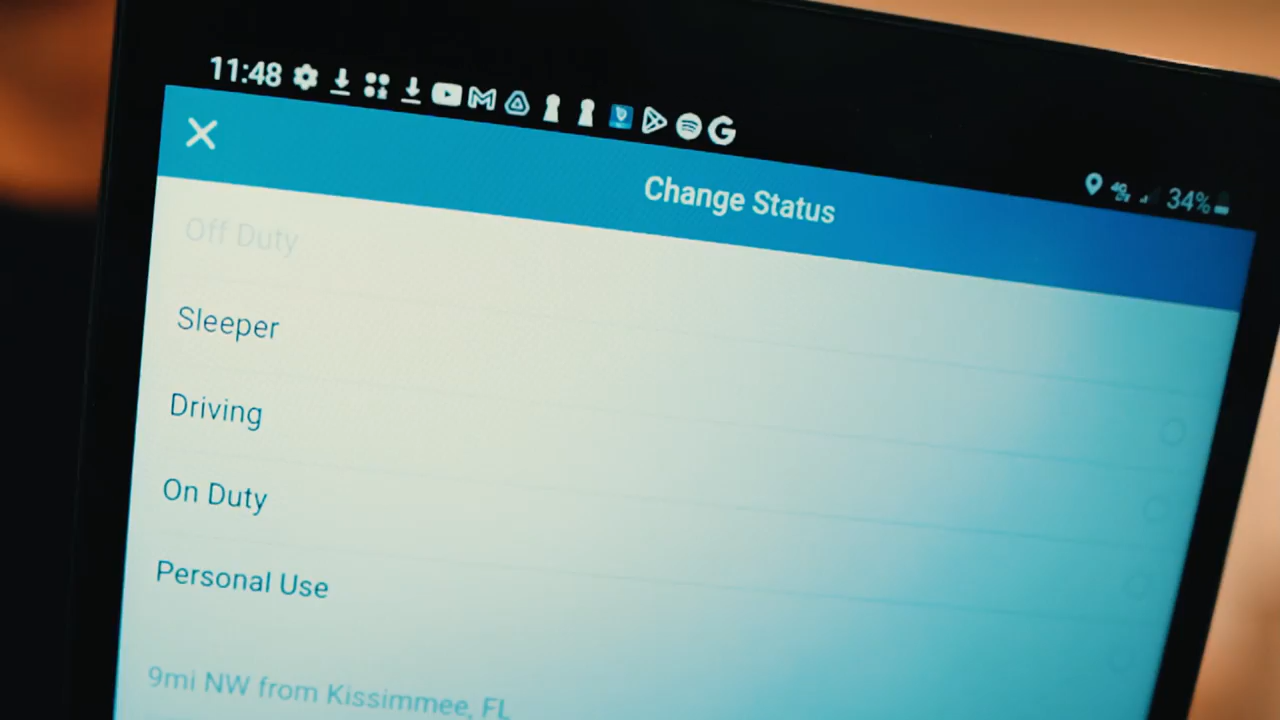 11:48
34%
Change Status
Off Duty
Sleeper
Driving
On Duty
Personal Use
9mi NW from Kissimmee, FL